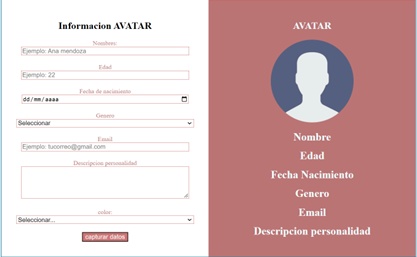 Informacion AVATAR
Nombres:
Ejemplo: Ana mendoza
Edad
Ejemplo: 22
Fecha de nacimiento
dd/mm/aaaa
Genero
Seleccionar
Email
Ejemplo: tucorreo@gmail.com
Descripcion personalidad
color:
Seleccionar...
capturar datos
AVATAR
Nombre
Edad
Fecha Nacimiento
Genero
Email
Descripcion personalidad